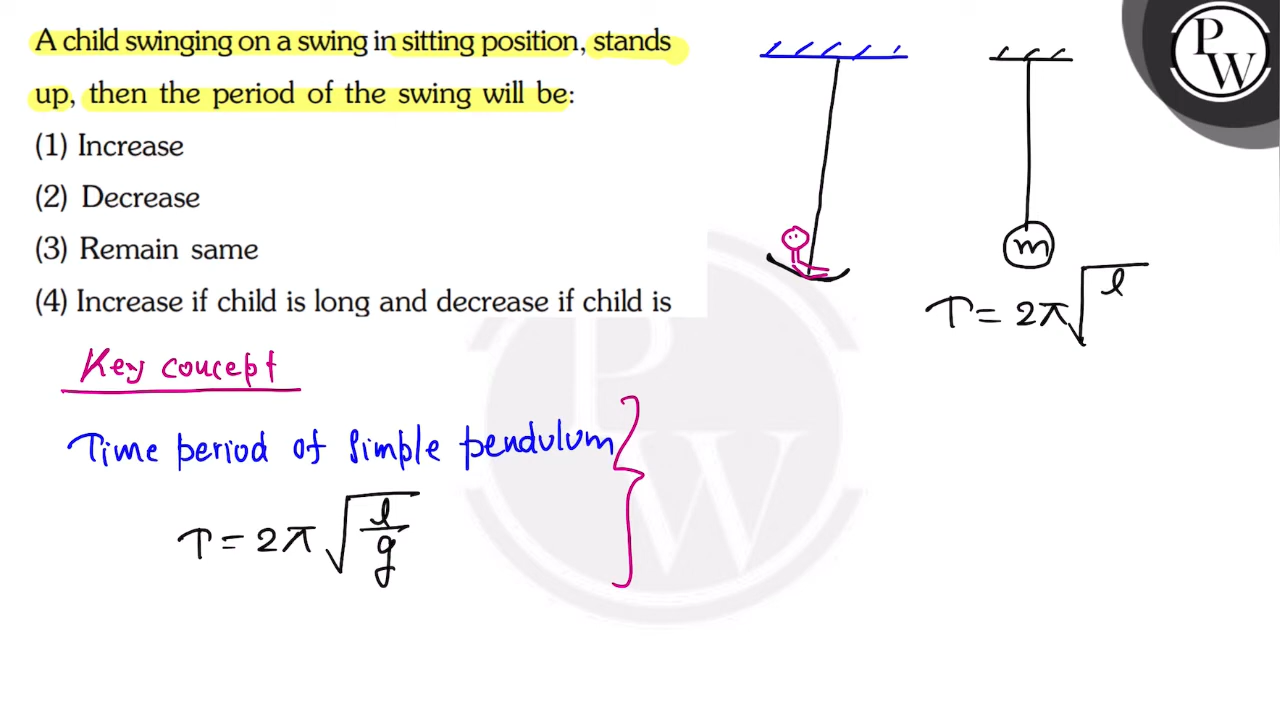 A child swinging on a swing in sitting position, stands
up, then the period of the swing will be:
(1) Increase
(2) Decrease
(3) Remain same
(4) Increase if child is long and decrease if child is
Key concept
Time period of simple pendulum
T = 2π √(l/g)
m
T = 2π √l
PW
PW